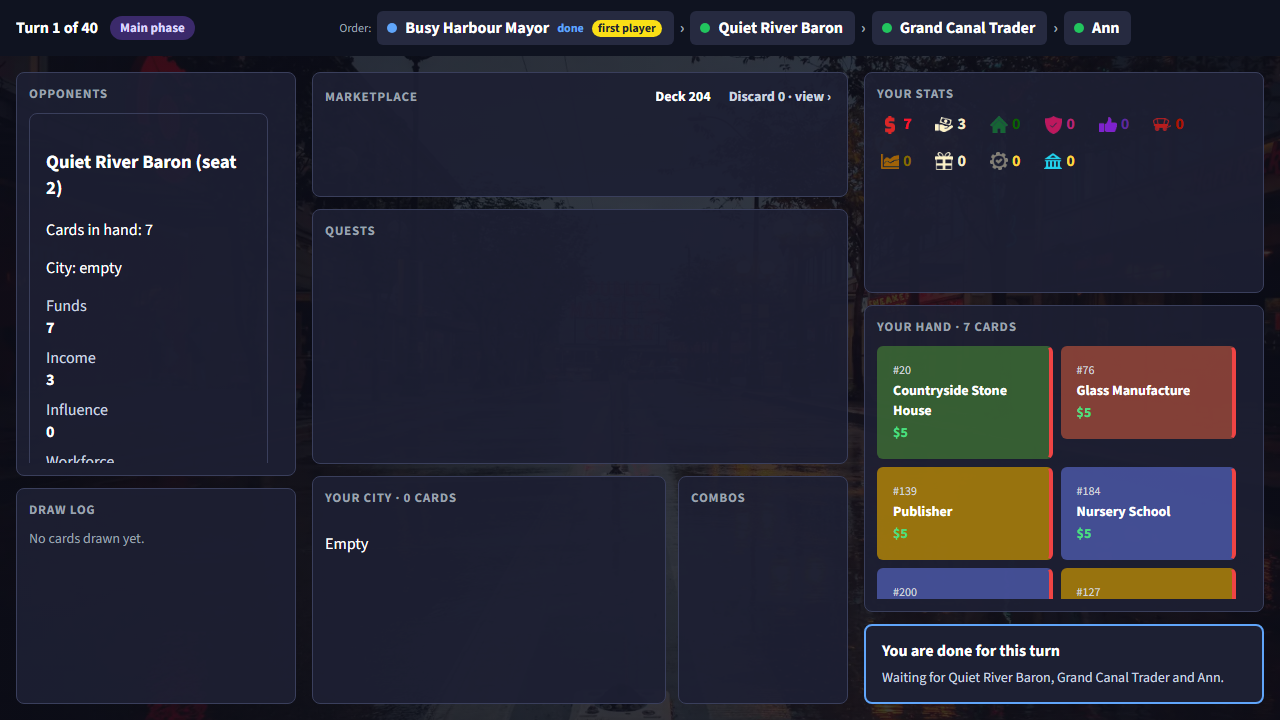 Turn 1 of 40 Main phase
Order: Busy Harbour Mayor done first player › Quiet River Baron › Grand Canal Trader › Ann
OPPONENTS
Quiet River Baron (seat
2)
Cards in hand: 7
City: empty
Funds
7
Income
3
Influence
0
Workforce
DRAW LOG
No cards drawn yet.
MARKETPLACE Deck 204 Discard 0 · view ›
QUESTS
YOUR CITY · 0 CARDS
Empty
COMBOS
YOUR STATS
7 3 0 0 0 0
0 0 0 0
YOUR HAND · 7 CARDS
#20
Countryside Stone
House
$5
#76
Glass Manufacture
$5
#139
Publisher
$5
#184
Nursery School
$5
#200
#127
You are done for this turn
Waiting for Quiet River Baron, Grand Canal Trader and Ann.